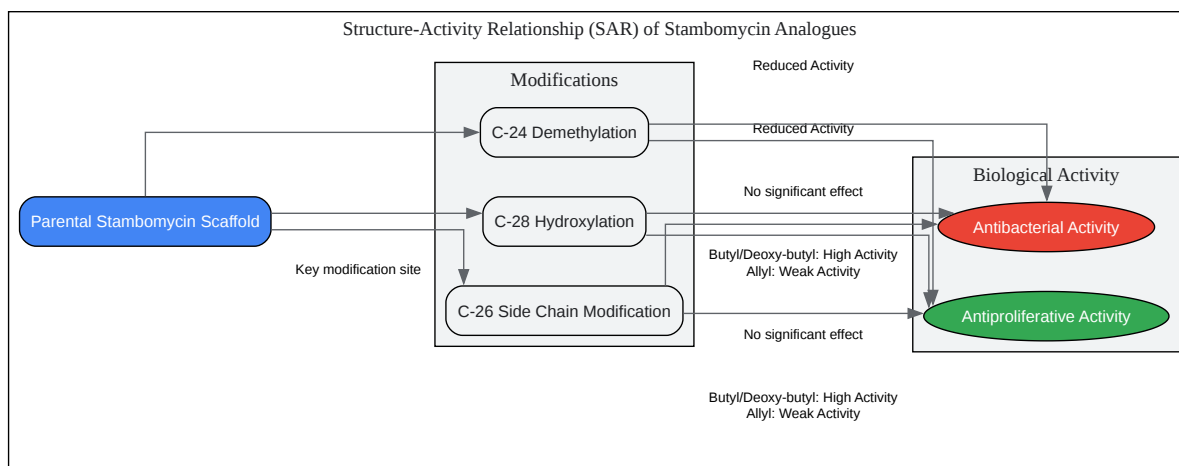 Structure-Activity Relationship (SAR) of Stambomycin Analogues
Reduced Activity
Modifications
C-24 Demethylation
Reduced Activity
Biological Activity
No significant effect
Parental Stambomycin Scaffold
C-28 Hydroxylation
Antibacterial Activity
Key modification site
Butyl/Deoxy-butyl: High Activity
Allyl: Weak Activity
C-26 Side Chain Modification
Antiproliferative Activity
No significant effect
Butyl/Deoxy-butyl: High Activity
Allyl: Weak Activity